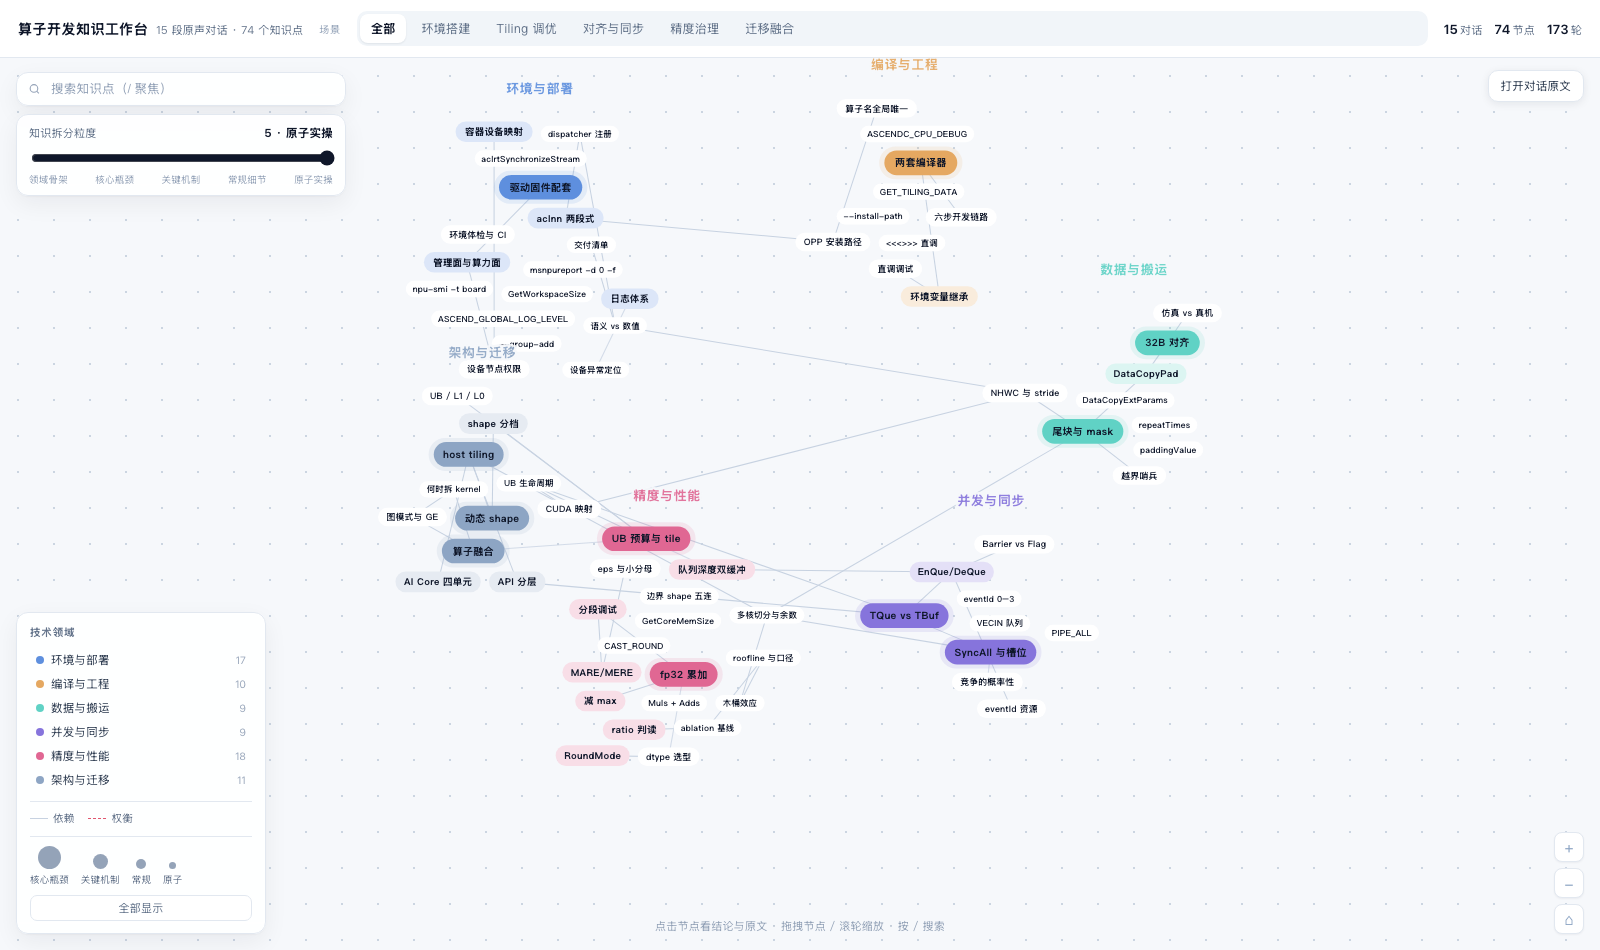 算子开发知识工作台
15 段原声对话 · 74 个知识点
场景
全部
环境搭建
Tiling 调优
对齐与同步
精度治理
迁移融合
15 对话
74 节点
173 轮
搜索知识点（/ 聚焦）
打开对话原文
知识拆分粒度
5 · 原子实操
领域骨架
核心瓶颈
关键机制
常规细节
原子实操
环境与部署
容器设备映射
dispatcher 注册
aclrtSynchronizeStream
驱动固件配套
aclnn 两段式
环境体检与 CI
交付清单
管理面与算力面
msnpureport -d 0 -f
npu-smi -t board
GetWorkspaceSize
日志体系
ASCEND_GLOBAL_LOG_LEVEL
语义 vs 数值
group-add
设备节点权限
设备异常定位
编译与工程
算子名全局唯一
ASCENDC_CPU_DEBUG
两套编译器
GET_TILING_DATA
--install-path
六步开发链路
OPP 安装路径
<<<>>> 直调
直调调试
环境变量继承
数据与搬运
仿真 vs 真机
32B 对齐
DataCopyPad
NHWC 与 stride
DataCopyExtParams
尾块与 mask
repeatTimes
paddingValue
越界哨兵
架构与迁移
UB / L1 / L0
shape 分档
host tiling
何时拆 kernel
UB 生命周期
CUDA 映射
图模式与 GE
动态 shape
算子融合
AI Core 四单元
API 分层
精度与性能
UB 预算与 tile
eps 与小分母
队列深度双缓冲
边界 shape 五连
分段调试
GetCoreMemSize
多核切分与余数
CAST_ROUND
roofline 与口径
MARE/MERE
fp32 累加
减 max
Muls + Adds
木桶效应
ratio 判读
ablation 基线
RoundMode
dtype 选型
并发与同步
Barrier vs Flag
EnQue/DeQue
eventId 0–3
TQue vs TBuf
VECIN 队列
PIPE_ALL
SyncAll 与槽位
竞争的概率性
eventId 资源
技术领域
环境与部署 17
编译与工程 10
数据与搬运 9
并发与同步 9
精度与性能 18
架构与迁移 11
依赖
权衡
核心瓶颈
关键机制
常规
原子
全部显示
点击节点看结论与原文 · 拖拽节点 / 滚轮缩放 · 按 / 搜索
+
−
⌂